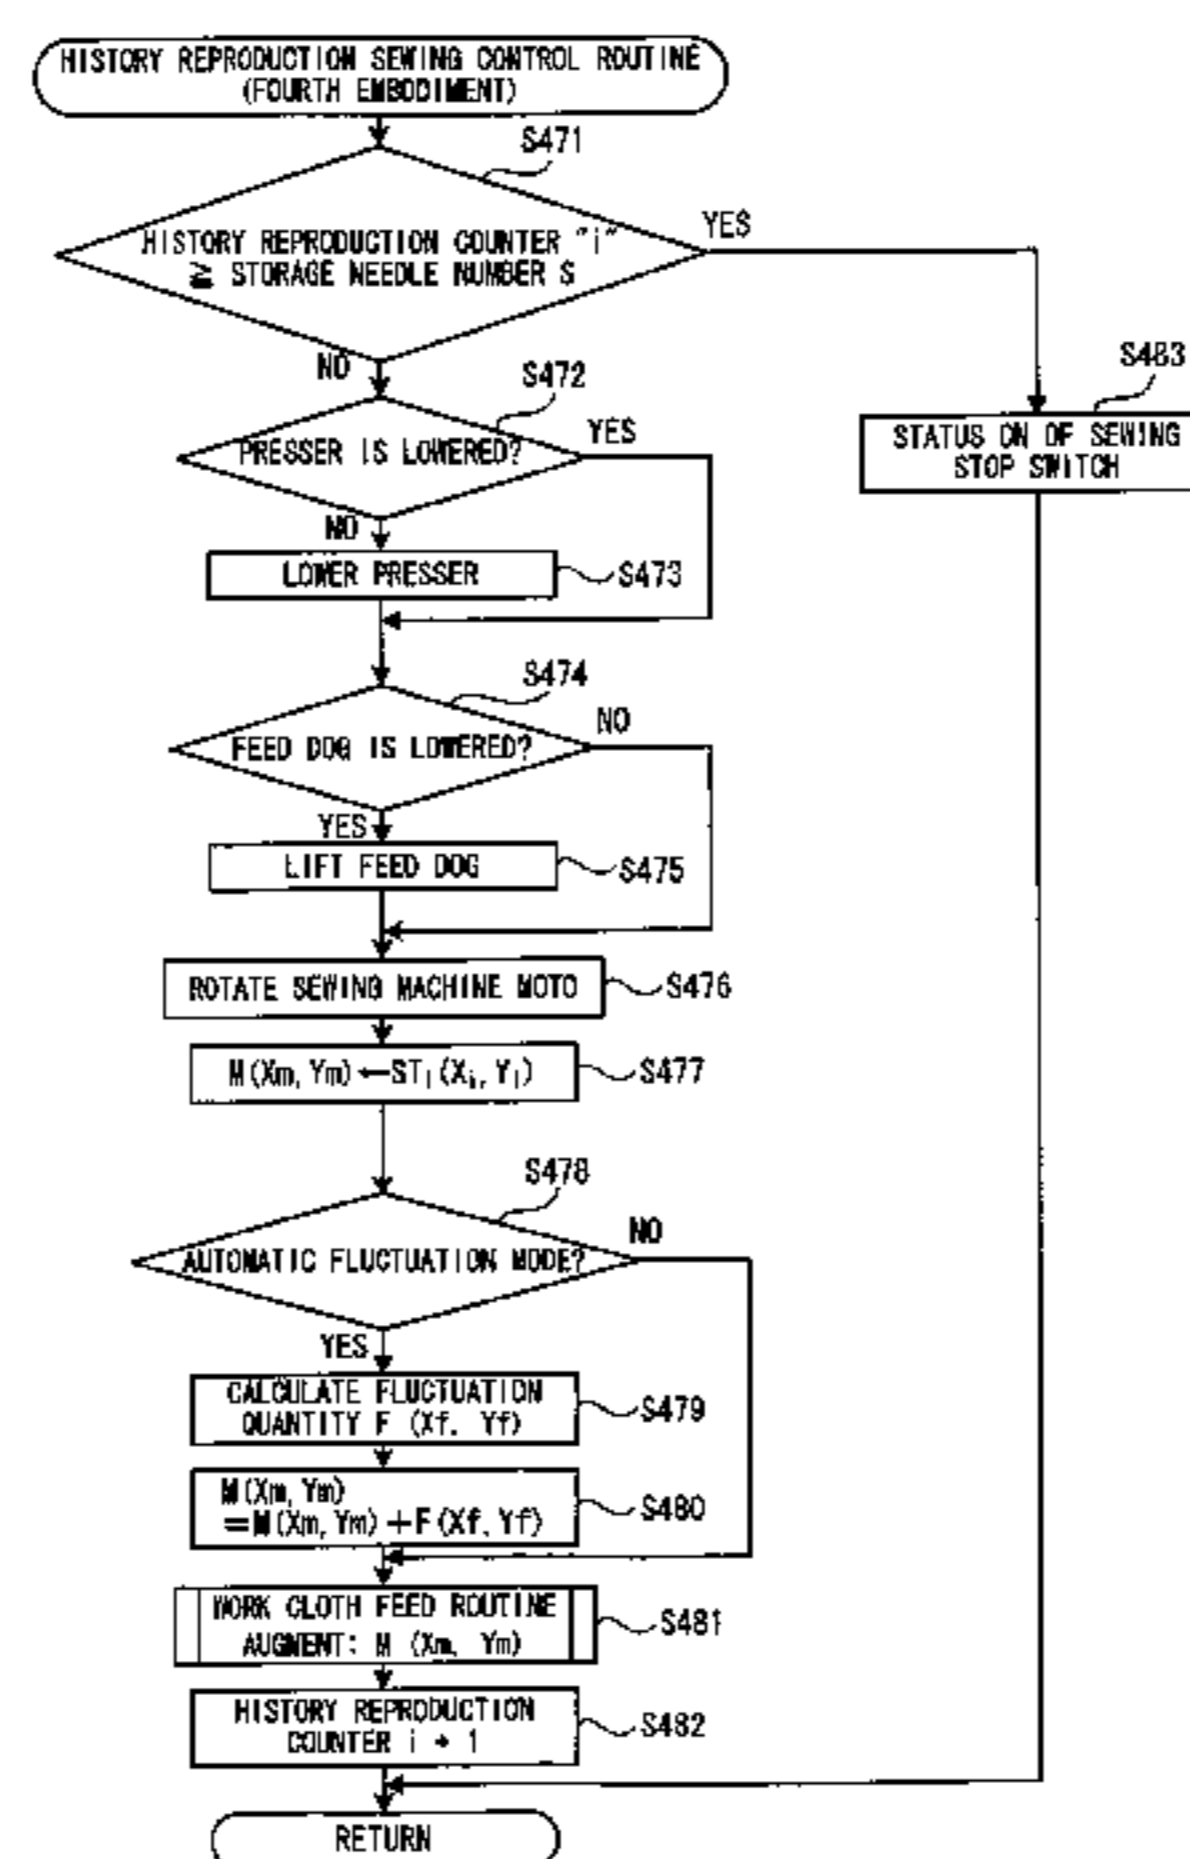 HISTORY REPRODUCTION SEWING CONTROL ROUTINE
(FOURTH EMBODIMENT)
S471
HISTORY REPRODUCTION COUNTER "i"
≧ STORAGE NEEDLE NUMBER S
YES
NO
S472
PRESSER IS LOWERED?
YES
S483
STATUS ON OF SEWING
STOP SWITCH
NO
LOWER PRESSER
S473
S474
FEED DOG IS LOWERED?
NO
YES
LIFT FEED DOG
S475
ROTATE SEWING MACHINE MOTO
S476
M(Xm, Ym)←STi(Xi, Yi)
S477
S478
AUTOMATIC FLUCTUATION MODE?
NO
YES
CALCULATE FLUCTUATION
QUANTITY F (Xf. Yf)
S479
M(Xm, Ym)
=M(Xm, Ym)+F(Xf, Yf)
S480
WORK CLOTH FEED ROUTINE
AUGMENT: M (Xm, Ym)
S481
HISTORY REPRODUCTION
COUNTER i + 1
S482
RETURN